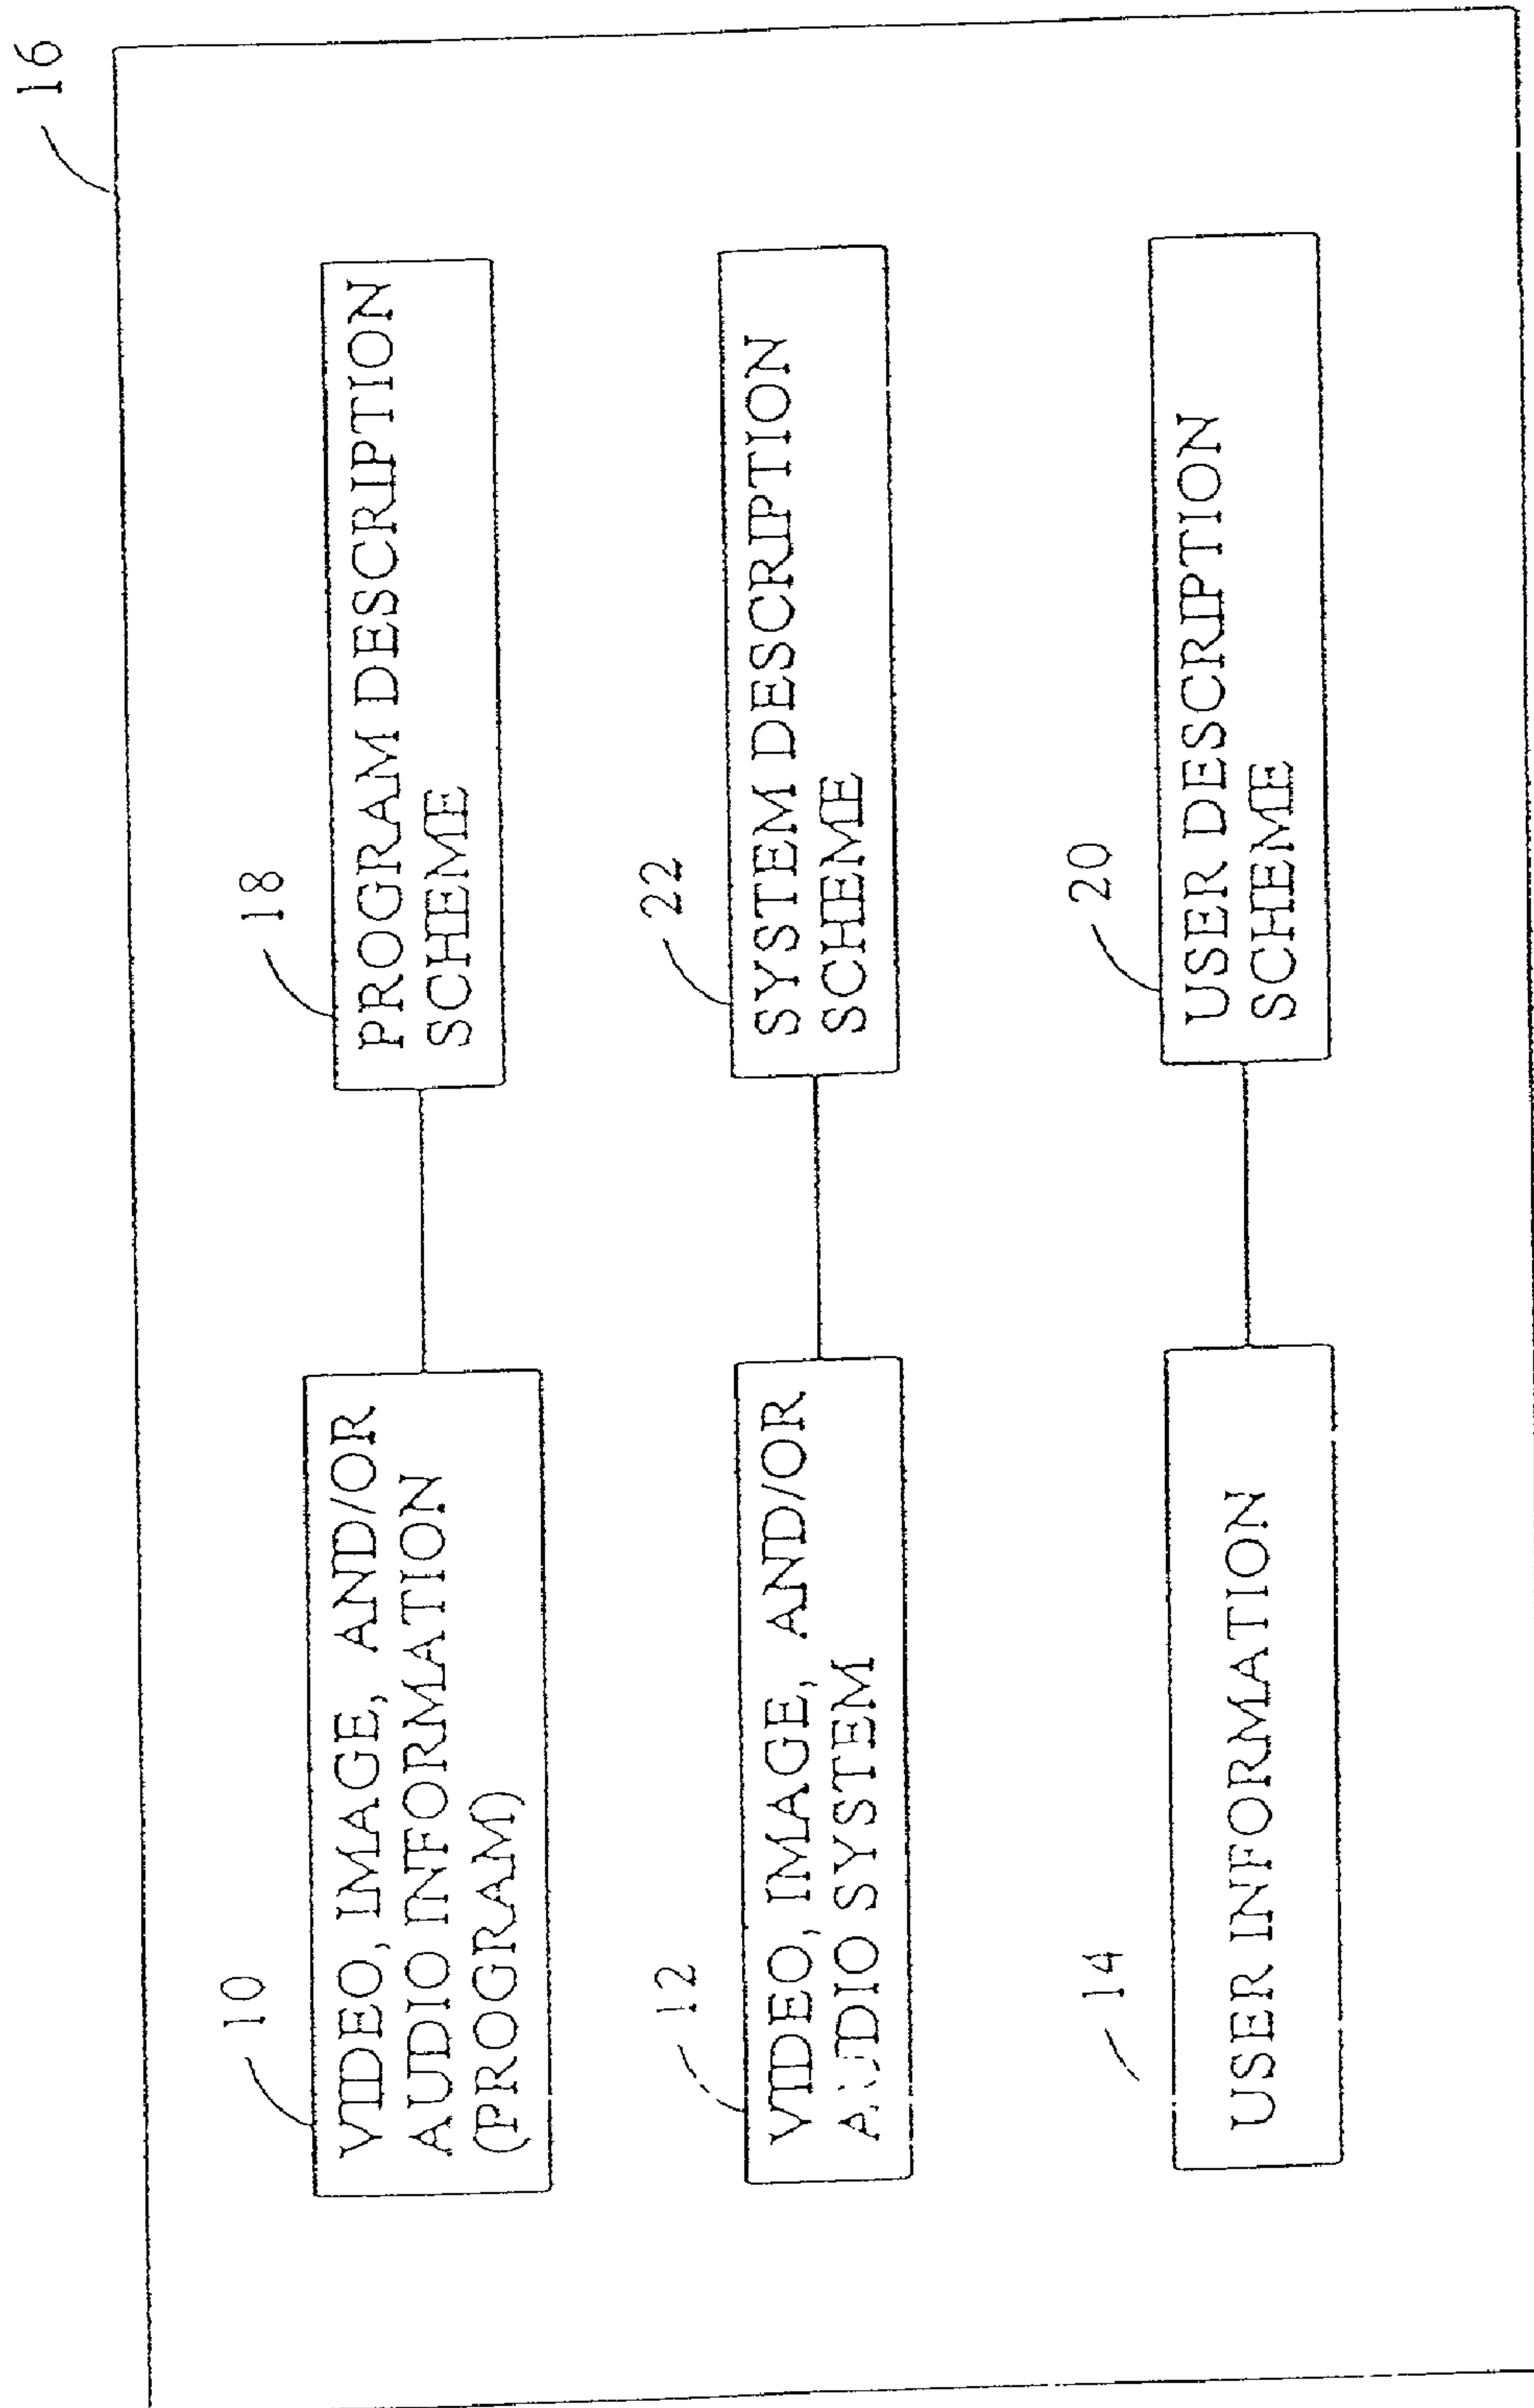 16
10
VIDEO, IMAGE, AND/OR
AUDIO INFORMATION
(PROGRAM)
18
PROGRAM DESCRIPTION
SCHEME
12
VIDEO, IMAGE, AND/OR
AUDIO SYSTEM
22
SYSTEM DESCRIPTION
SCHEME
14
USER INFORMATION
20
USER DESCRIPTION
SCHEME